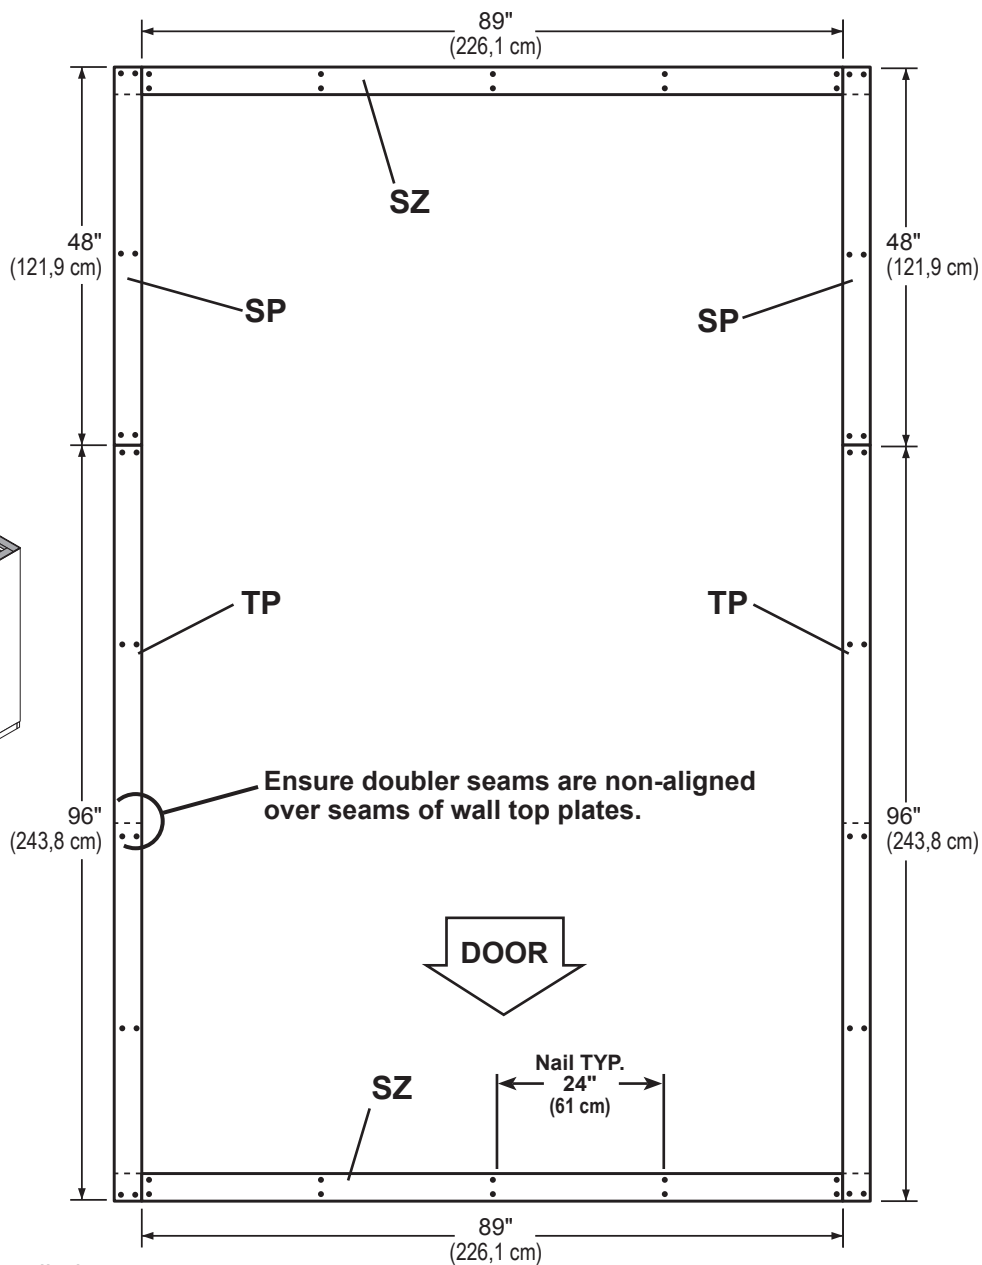 89"
(226,1 cm)
SZ
48"
(121,9 cm)
48"
(121,9 cm)
SP
SP
TP
TP
Ensure doubler seams are non-aligned
over seams of wall top plates.
96"
(243,8 cm)
96"
(243,8 cm)
DOOR
Nail TYP.
24"
(61 cm)
SZ
89"
(226,1 cm)